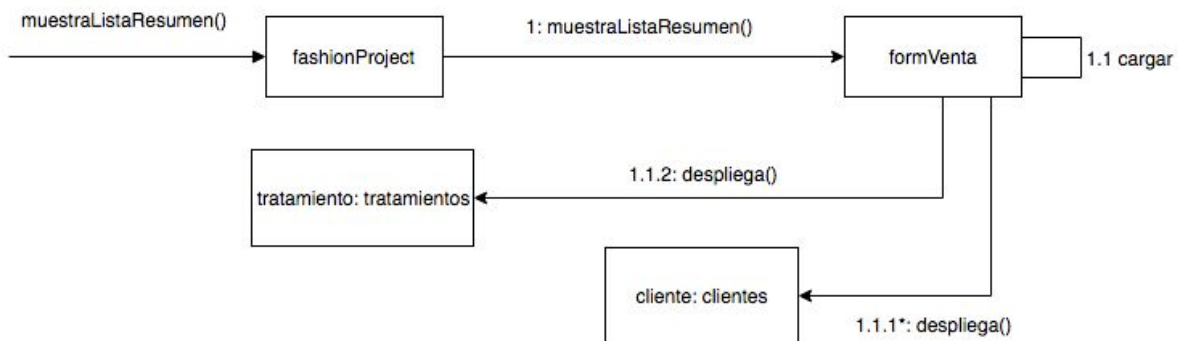 muestraListaResumen()
1: muestraListaResumen()
fashionProject
formVenta
1.1 cargar
1.1.2: despliega()
tratamiento: tratamientos
cliente: clientes
1.1.1*: despliega()